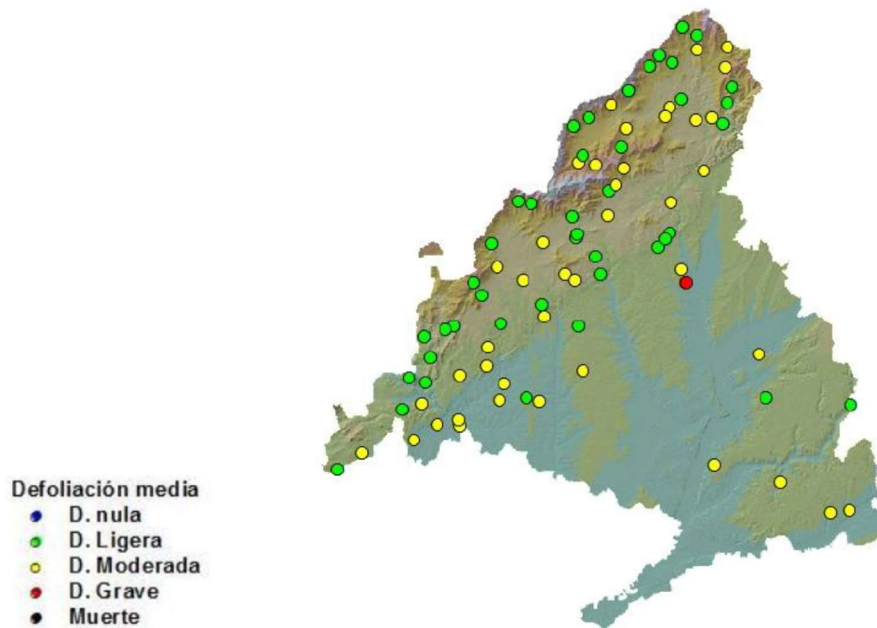 Defoliación media
D. nula
D. Ligera
D. Moderada
D. Grave
Muerte